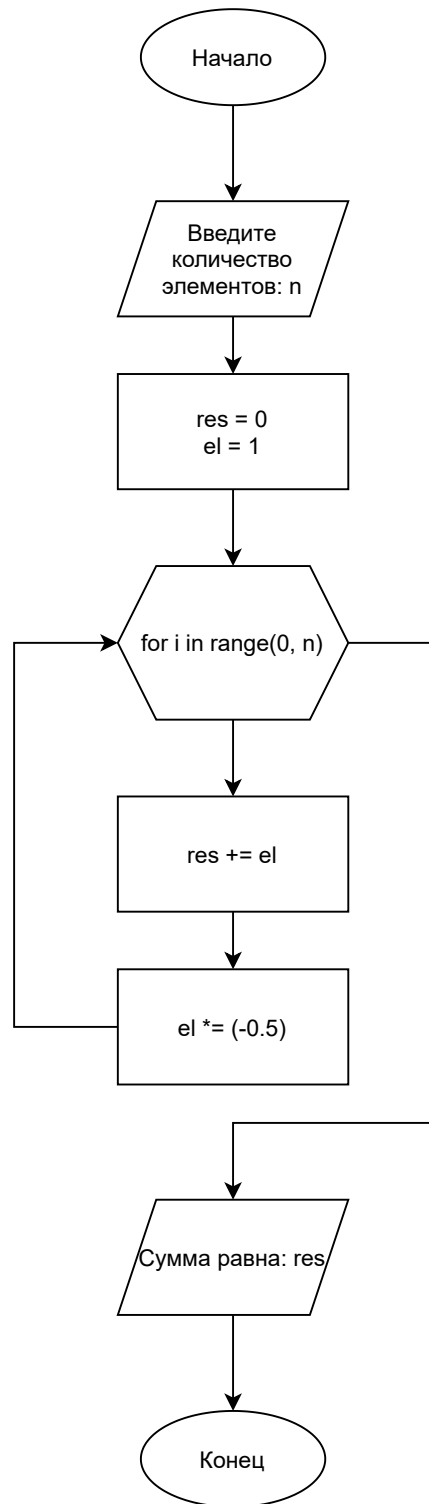 Начало
Введите
количество
элементов: n
res = 0
el = 1
for i in range(0, n)
res += el
el *= (-0.5)
Сумма равна: res
Конец